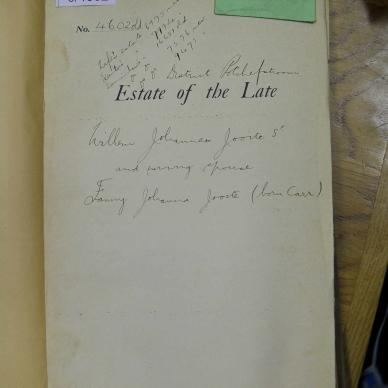 No. 4602
District Potchefstroom
Estate of the Late
Willem Johannes Jooste Sr
and surviving spouse
Fanny Johanna Jooste (born Carr)